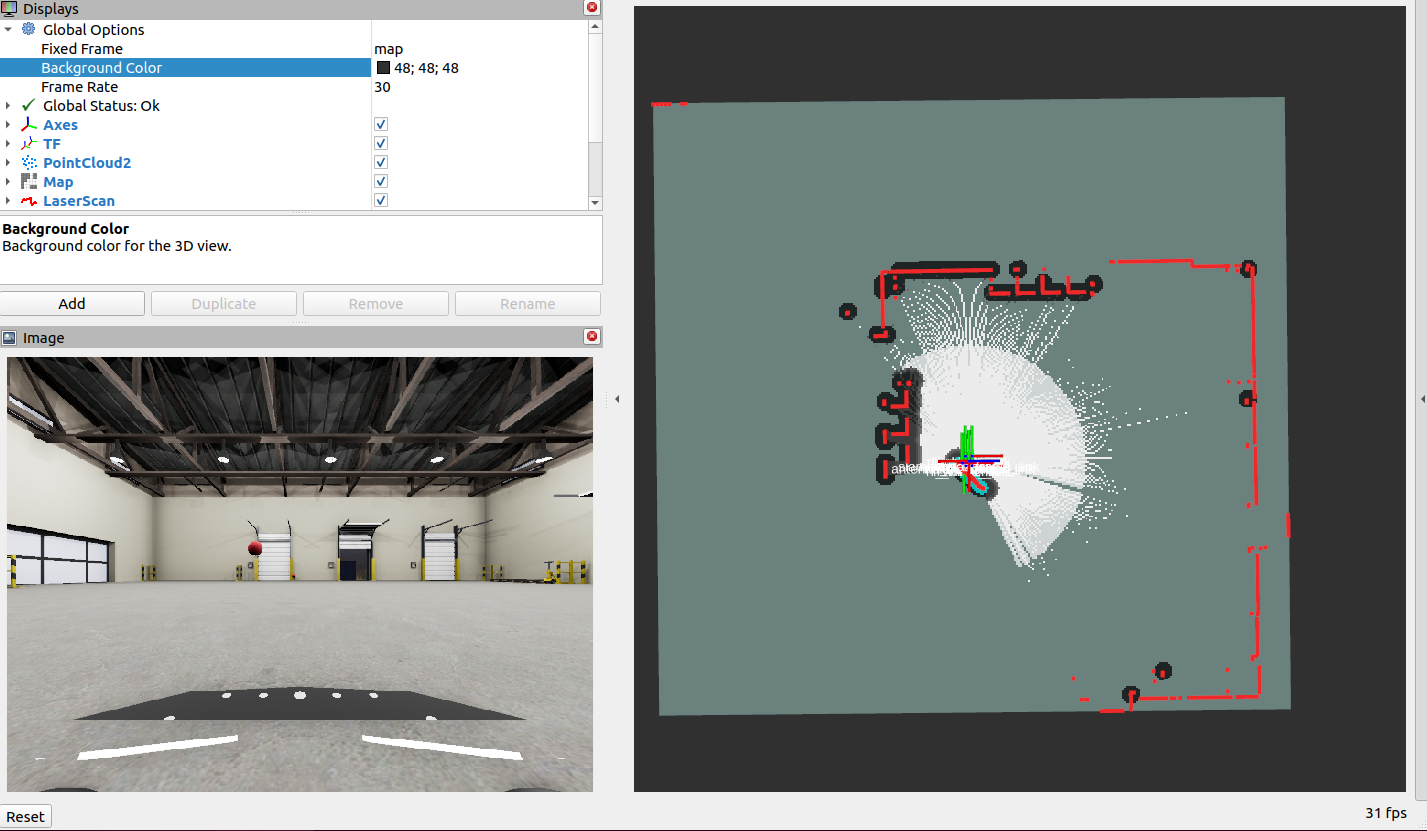 Displays
Global Options
Fixed Frame map
Background Color 48; 48; 48
Frame Rate 30
Global Status: Ok
Axes
TF
PointCloud2
Map
LaserScan
Background Color
Background color for the 3D view.
Add Duplicate Remove Rename
Image
Reset
31 fps